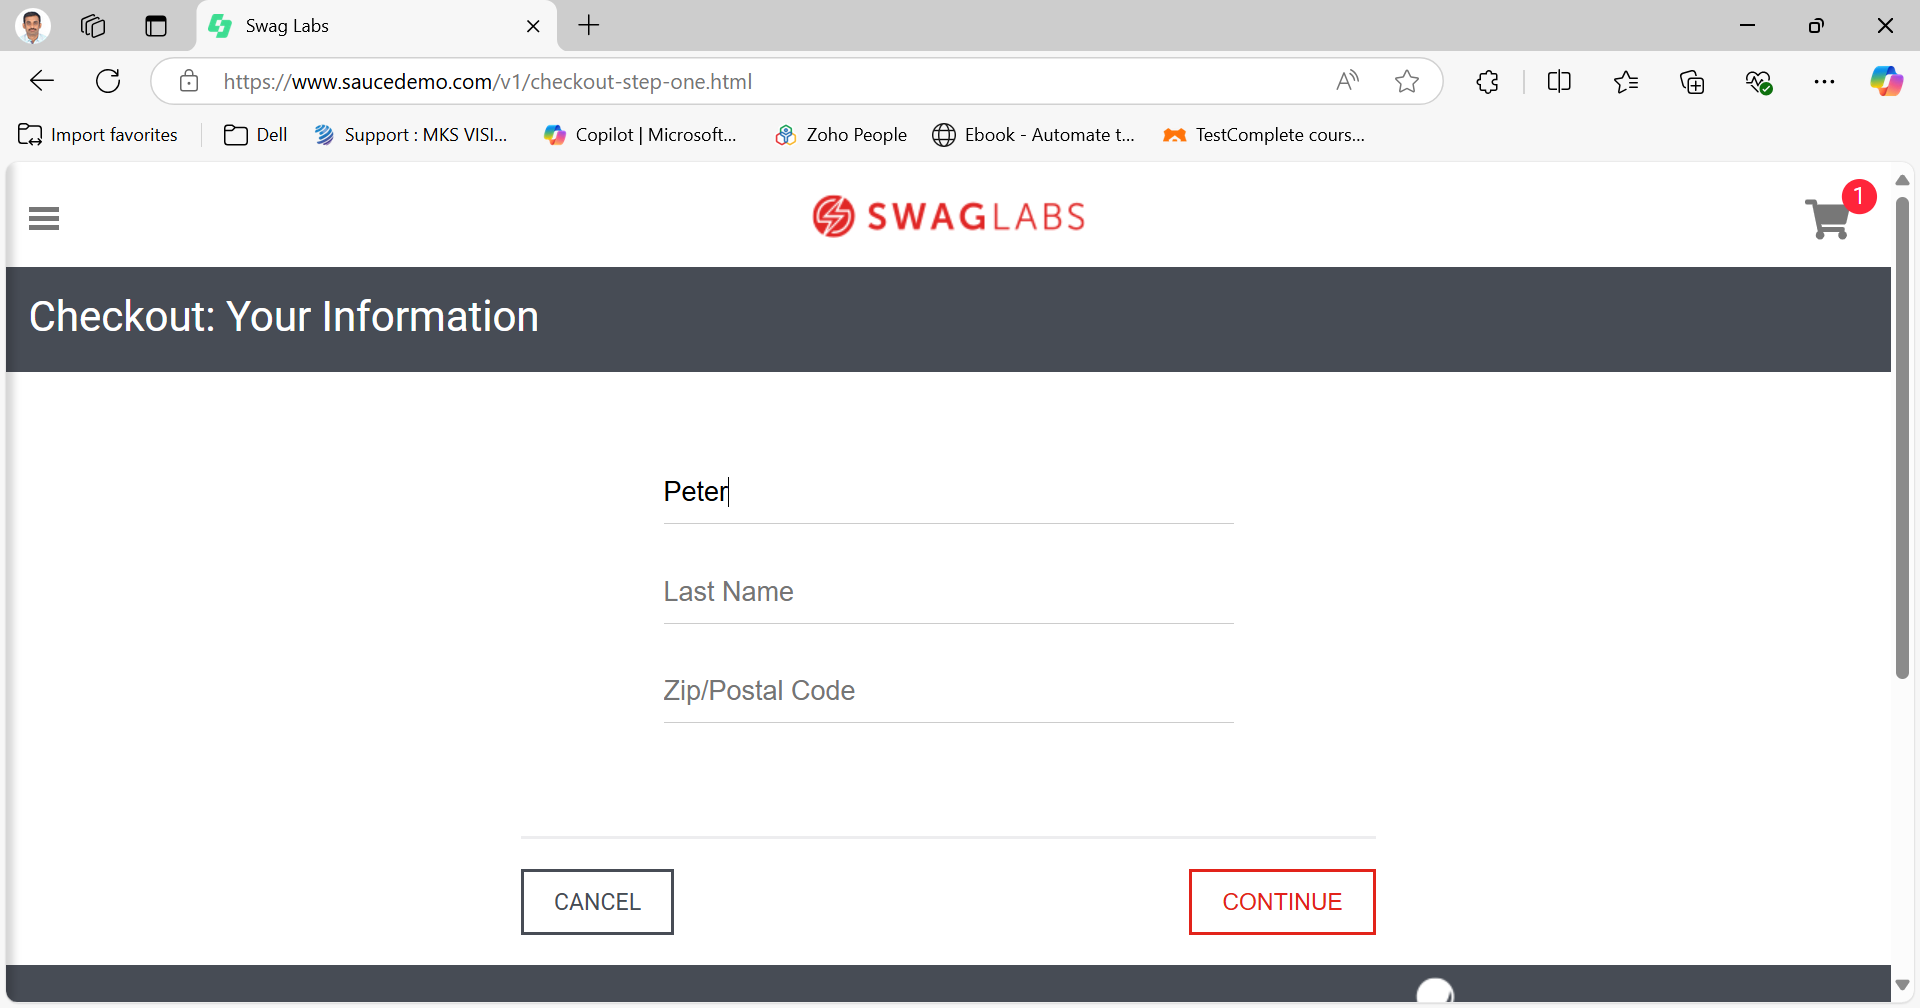 Swag Labs
https://www.saucedemo.com/v1/checkout-step-one.html
Import favorites
Dell
Support : MKS VISI...
Copilot | Microsoft...
Zoho People
Ebook - Automate t...
TestComplete cours...
SWAGLABS
1
Checkout: Your Information
Peter
Last Name
Zip/Postal Code
CANCEL
CONTINUE